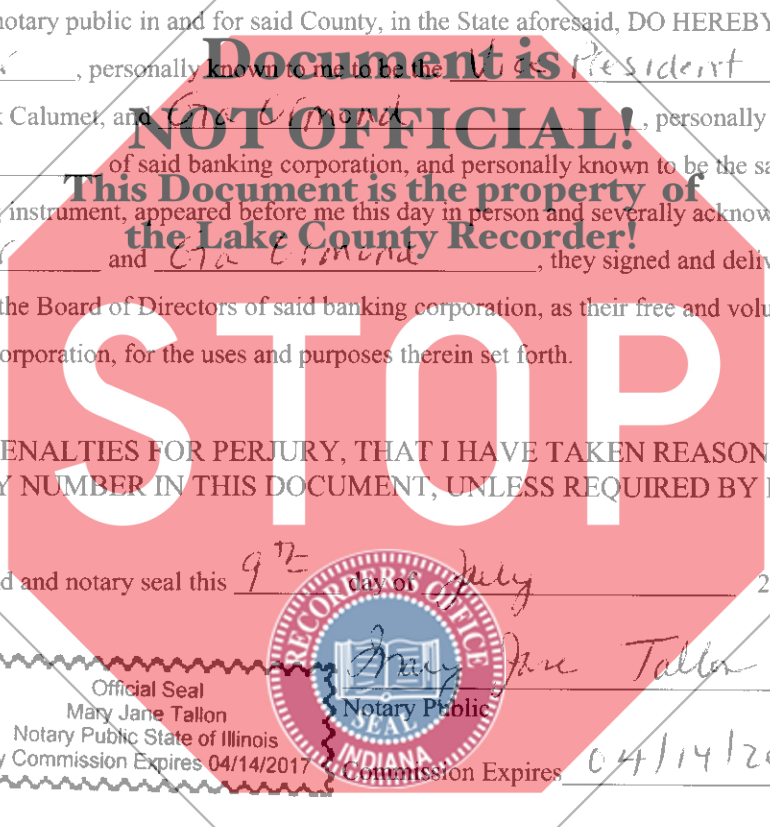 notary public in and for said County, in the State aforesaid, DO HEREBY
Document is
, personally known to me to be the Vice President
NOT OFFICIAL!
Calumet, and Ormond, personally
of said banking corporation, and personally known to be the sa
This Document is the property of
instrument, appeared before me this day in person and severally acknow
the Lake County Recorder!
and Ormond, they signed and deliv
the Board of Directors of said banking corporation, as their free and volu
orporation, for the uses and purposes therein set forth.
STOP
ENALTIES FOR PERJURY, THAT I HAVE TAKEN REASON
Y NUMBER IN THIS DOCUMENT, UNLESS REQUIRED BY
d and notary seal this 9th day of July 2
RECORDER'S OFFICE
Mary Jane Tallon
Official Seal
Mary Jane Tallon
Notary Public State of Illinois
y Commission Expires 04/14/2017
Notary Public
SEAL
INDIANA
Commission Expires 04/14/20